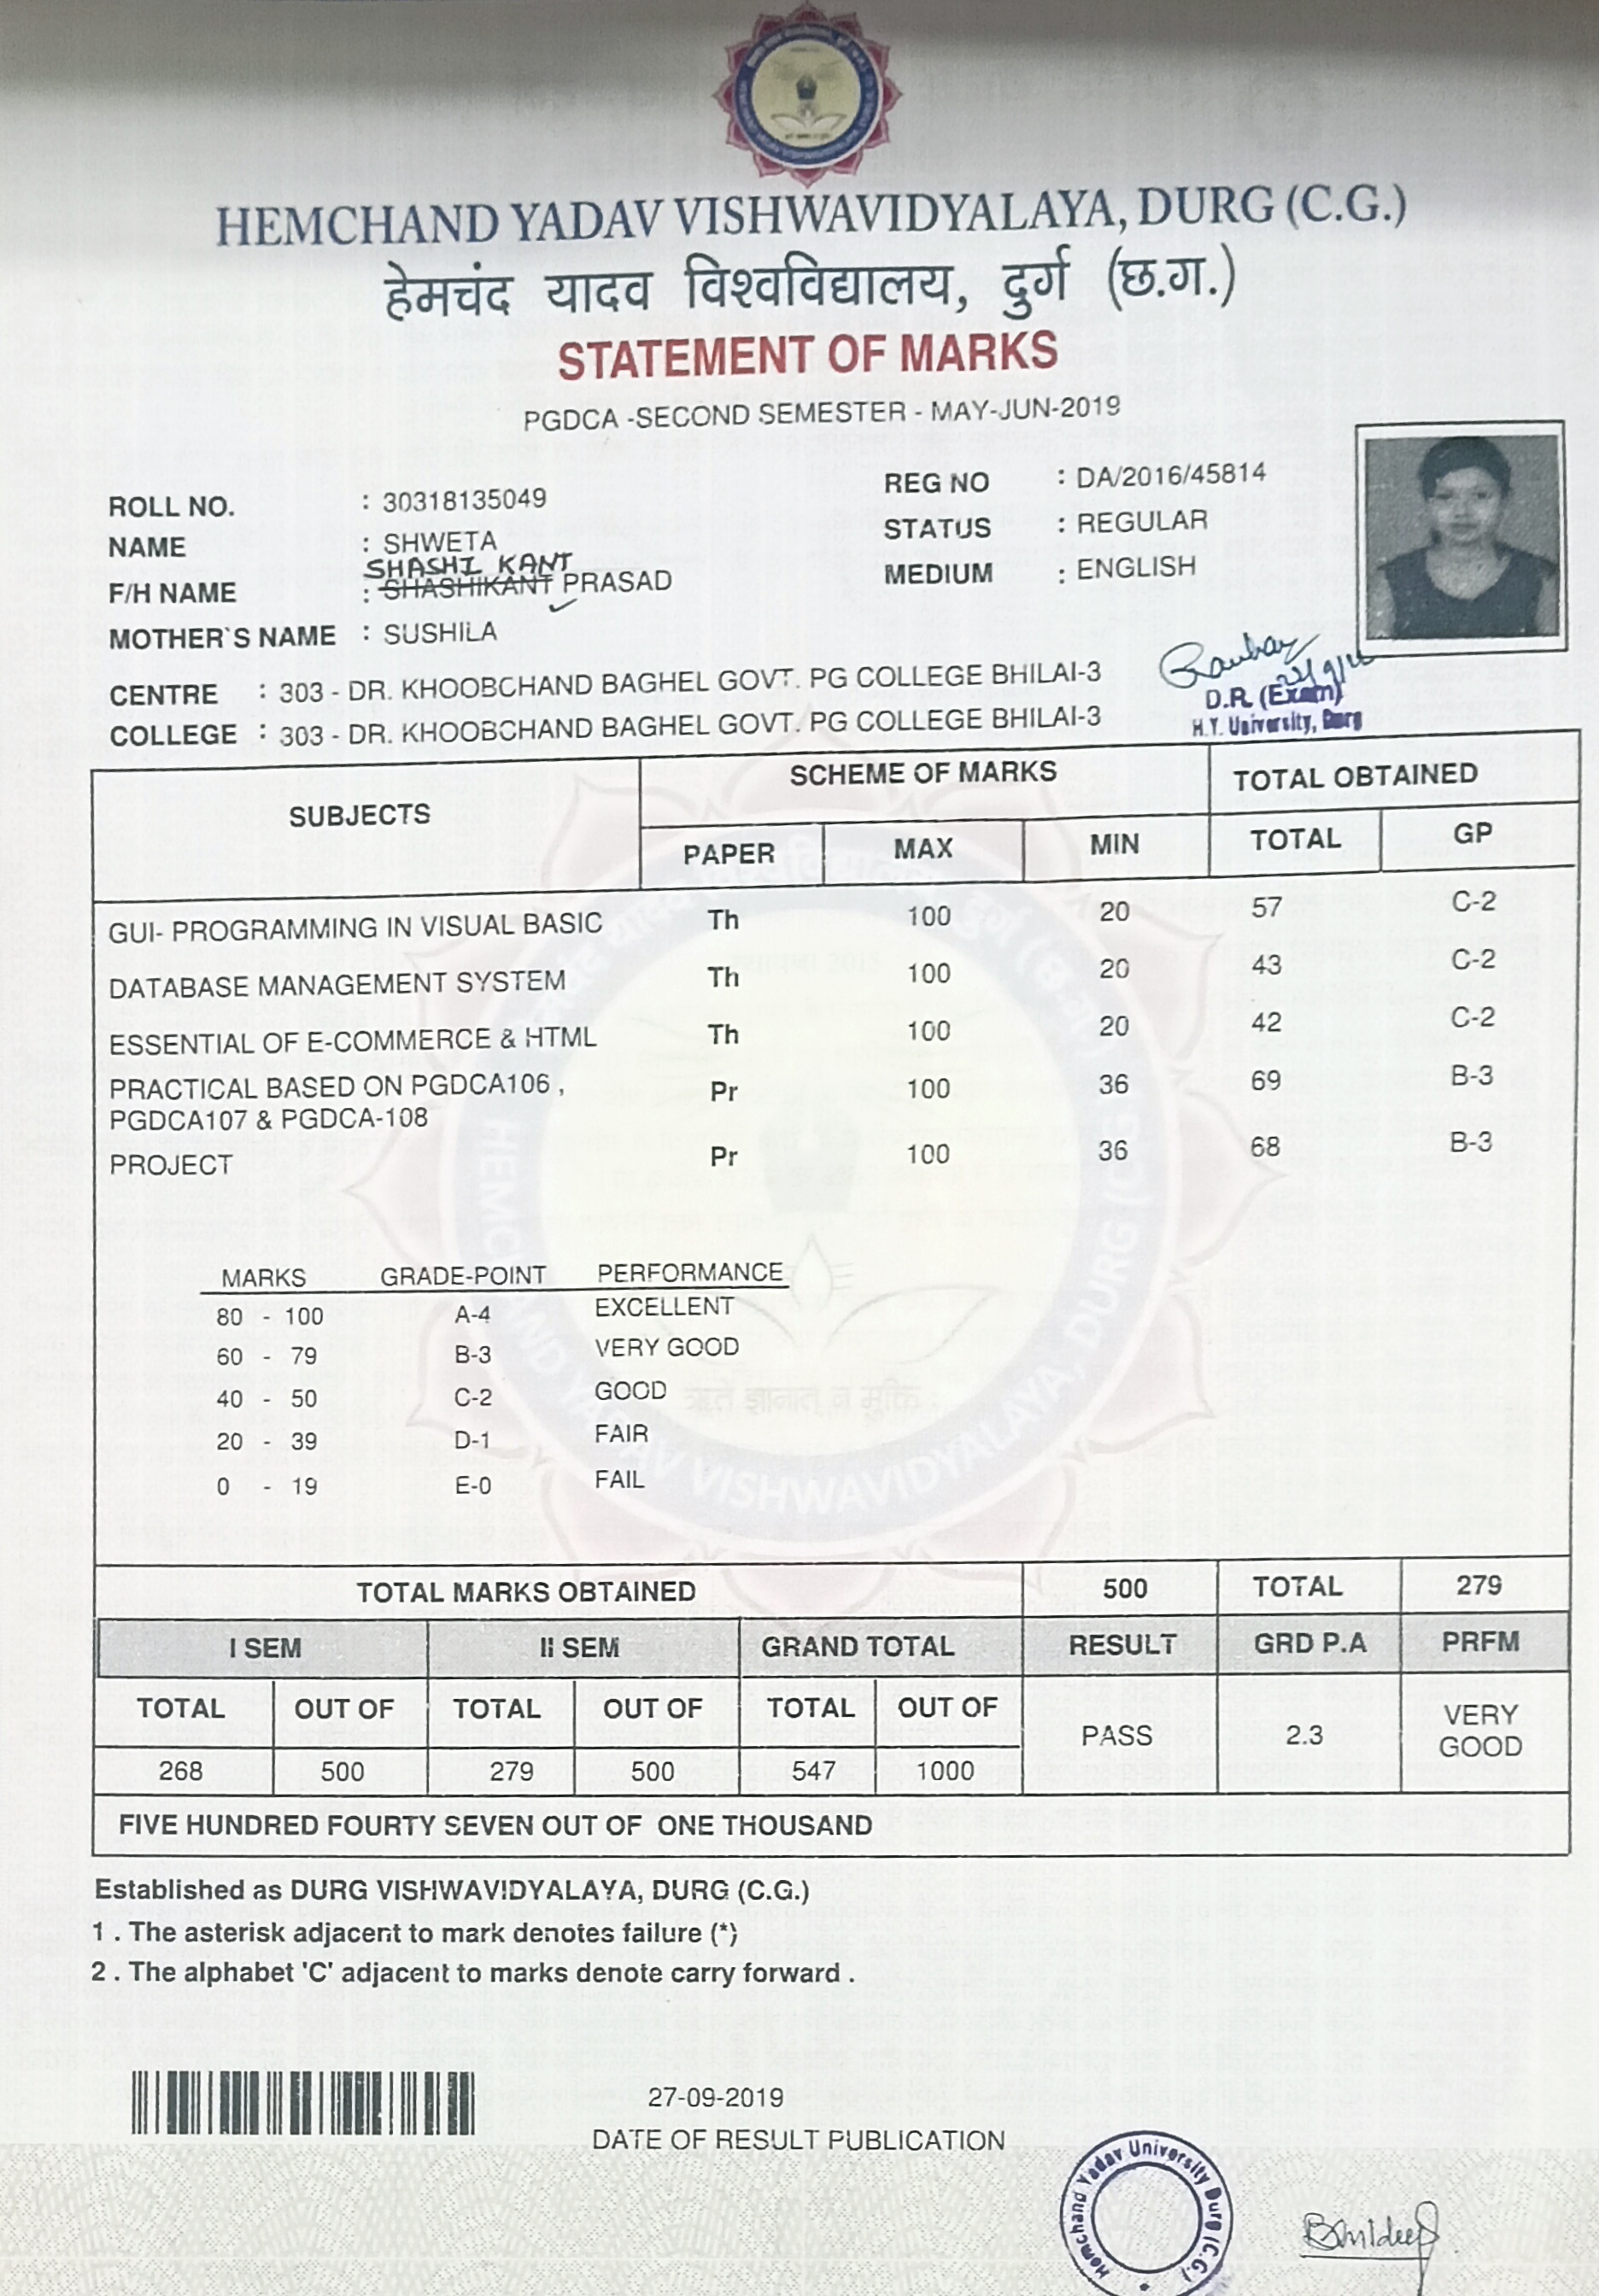 HEMCHAND YADAV VISHWAVIDYALAYA, DURG (C.G.)
हेमचंद यादव विश्वविद्यालय, दुर्ग (छ.ग.)
STATEMENT OF MARKS
PGDCA -SECOND SEMESTER - MAY-JUN-2019
ROLL NO. : 30318135049 REG NO : DA/2016/45814
NAME : SHWETA STATUS : REGULAR
SHASHI KANT
F/H NAME : SHASHIKANT PRASAD MEDIUM : ENGLISH
MOTHER`S NAME : SUSHILA
CENTRE : 303 - DR. KHOOBCHAND BAGHEL GOVT. PG COLLEGE BHILAI-3
D.R. (Exam)
COLLEGE : 303 - DR. KHOOBCHAND BAGHEL GOVT. PG COLLEGE BHILAI-3
H.Y. University, Durg
SUBJECTS SCHEME OF MARKS TOTAL OBTAINED
PAPER MAX MIN TOTAL GP
GUI- PROGRAMMING IN VISUAL BASIC Th 100 20 57 C-2
DATABASE MANAGEMENT SYSTEM Th 100 20 43 C-2
ESSENTIAL OF E-COMMERCE & HTML Th 100 20 42 C-2
PRACTICAL BASED ON PGDCA106 , Pr 100 36 69 B-3
PGDCA107 & PGDCA-108
PROJECT Pr 100 36 68 B-3
MARKS GRADE-POINT PERFORMANCE
80 - 100 A-4 EXCELLENT
60 - 79 B-3 VERY GOOD
40 - 50 C-2 GOOD
20 - 39 D-1 FAIR
0 - 19 E-0 FAIL
ऋते ज्ञानात् न मुक्ति
HEMCHAND YADAV VISHWAVIDYALAYA, DURG (C.G.)
TOTAL MARKS OBTAINED 500 TOTAL 279
I SEM II SEM GRAND TOTAL RESULT GRD P.A PRFM
TOTAL OUT OF TOTAL OUT OF TOTAL OUT OF PASS 2.3 VERY GOOD
268 500 279 500 547 1000
FIVE HUNDRED FOURTY SEVEN OUT OF ONE THOUSAND
Established as DURG VISHWAVIDYALAYA, DURG (C.G.)
1 . The asterisk adjacent to mark denotes failure (*)
2 . The alphabet 'C' adjacent to marks denote carry forward .
27-09-2019
DATE OF RESULT PUBLICATION
Hemchand Yadav University Durg (C.G.)